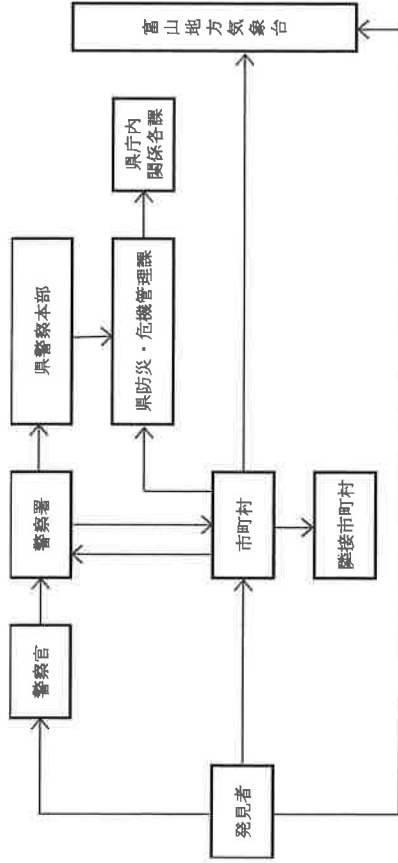 発見者
警察官
警察署
県警察本部
市町村
隣接市町村
県防災・危機管理課
県庁内
関係各課
富山地方気象台